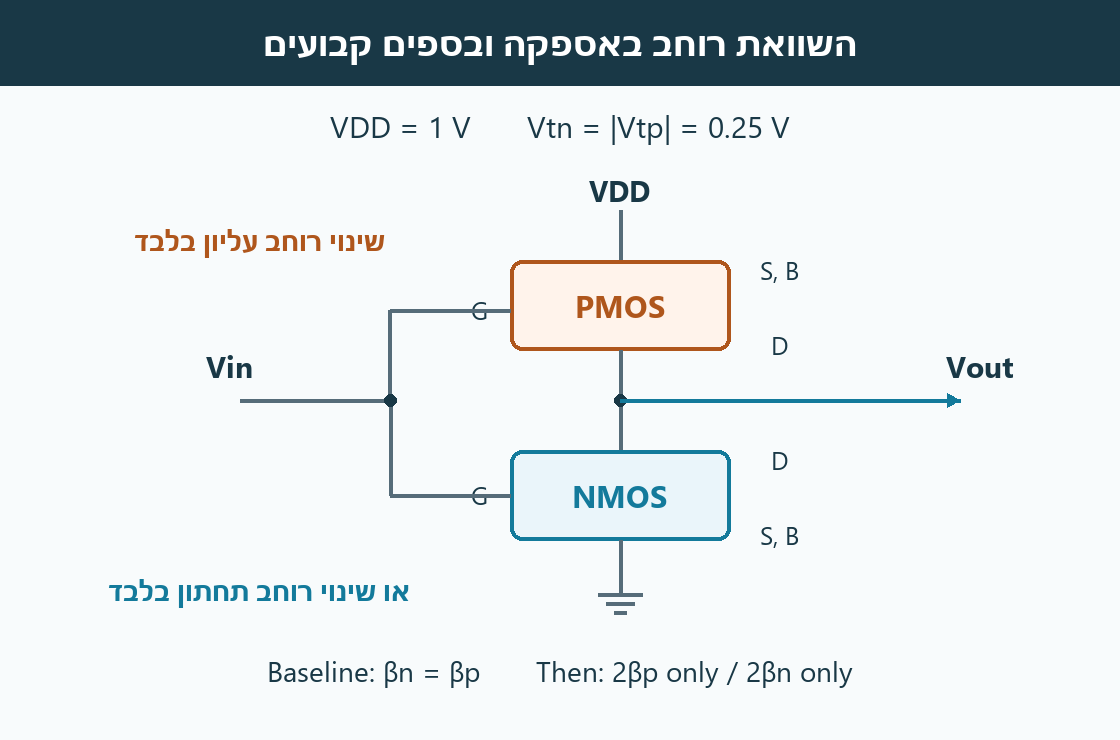 השוואת רוחב באספקה ובספים קבועים
VDD = 1 V Vtn = |Vtp| = 0.25 V
VDD
שינוי רוחב עליון בלבד
S, B
G
PMOS
D
Vin
Vout
D
G
NMOS
S, B
או שינוי רוחב תחתון בלבד
Baseline: βn = βp Then: 2βp only / 2βn only